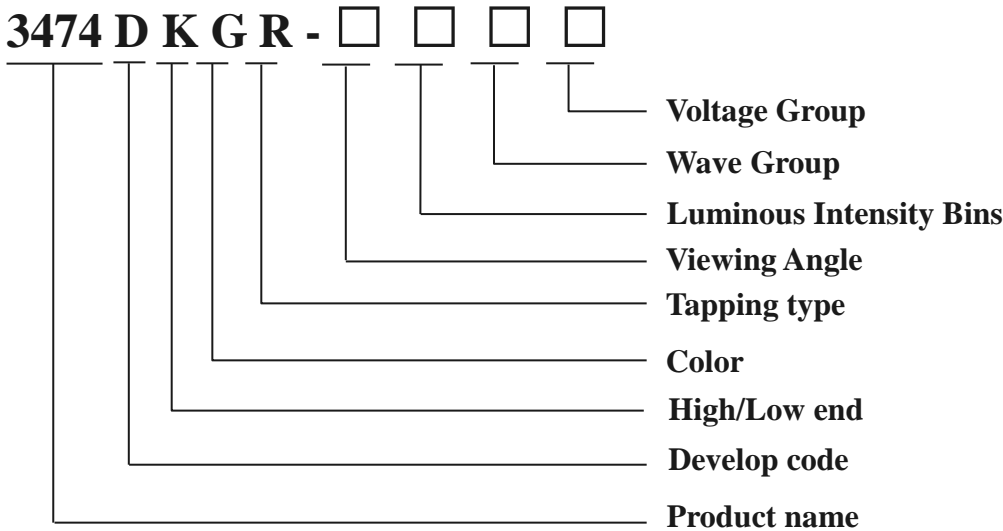 3474 D K G R - □ □ □ □
Voltage Group
Wave Group
Luminous Intensity Bins
Viewing Angle
Tapping type
Color
High/Low end
Develop code
Product name